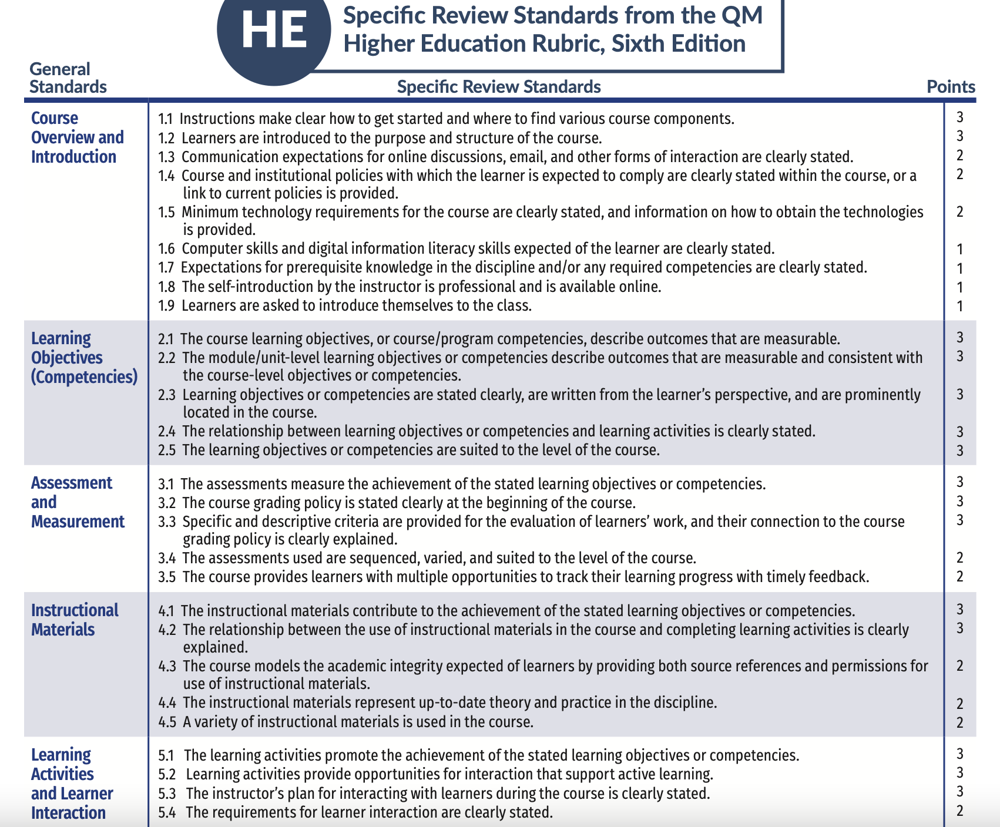 HE
Specific Review Standards from the QM
Higher Education Rubric, Sixth Edition
General
Standards
Specific Review Standards
Points
Course
Overview and
Introduction
1.1 Instructions make clear how to get started and where to find various course components. 3
1.2 Learners are introduced to the purpose and structure of the course. 3
1.3 Communication expectations for online discussions, email, and other forms of interaction are clearly stated. 2
1.4 Course and institutional policies with which the learner is expected to comply are clearly stated within the course, or a 2
link to current policies is provided.
1.5 Minimum technology requirements for the course are clearly stated, and information on how to obtain the technologies 2
is provided.
1.6 Computer skills and digital information literacy skills expected of the learner are clearly stated. 1
1.7 Expectations for prerequisite knowledge in the discipline and/or any required competencies are clearly stated. 1
1.8 The self-introduction by the instructor is professional and is available online. 1
1.9 Learners are asked to introduce themselves to the class. 1
Learning
Objectives
(Competencies)
2.1 The course learning objectives, or course/program competencies, describe outcomes that are measurable. 3
2.2 The module/unit-level learning objectives or competencies describe outcomes that are measurable and consistent with 3
the course-level objectives or competencies.
2.3 Learning objectives or competencies are stated clearly, are written from the learner’s perspective, and are prominently 3
located in the course.
2.4 The relationship between learning objectives or competencies and learning activities is clearly stated. 3
2.5 The learning objectives or competencies are suited to the level of the course. 3
Assessment
and
Measurement
3.1 The assessments measure the achievement of the stated learning objectives or competencies. 3
3.2 The course grading policy is stated clearly at the beginning of the course. 3
3.3 Specific and descriptive criteria are provided for the evaluation of learners’ work, and their connection to the course 3
grading policy is clearly explained.
3.4 The assessments used are sequenced, varied, and suited to the level of the course. 2
3.5 The course provides learners with multiple opportunities to track their learning progress with timely feedback. 2
Instructional
Materials
4.1 The instructional materials contribute to the achievement of the stated learning objectives or competencies. 3
4.2 The relationship between the use of instructional materials in the course and completing learning activities is clearly 3
explained.
4.3 The course models the academic integrity expected of learners by providing both source references and permissions for 2
use of instructional materials.
4.4 The instructional materials represent up-to-date theory and practice in the discipline. 2
4.5 A variety of instructional materials is used in the course. 2
Learning
Activities
and Learner
Interaction
5.1 The learning activities promote the achievement of the stated learning objectives or competencies. 3
5.2 Learning activities provide opportunities for interaction that support active learning. 3
5.3 The instructor’s plan for interacting with learners during the course is clearly stated. 3
5.4 The requirements for learner interaction are clearly stated. 2